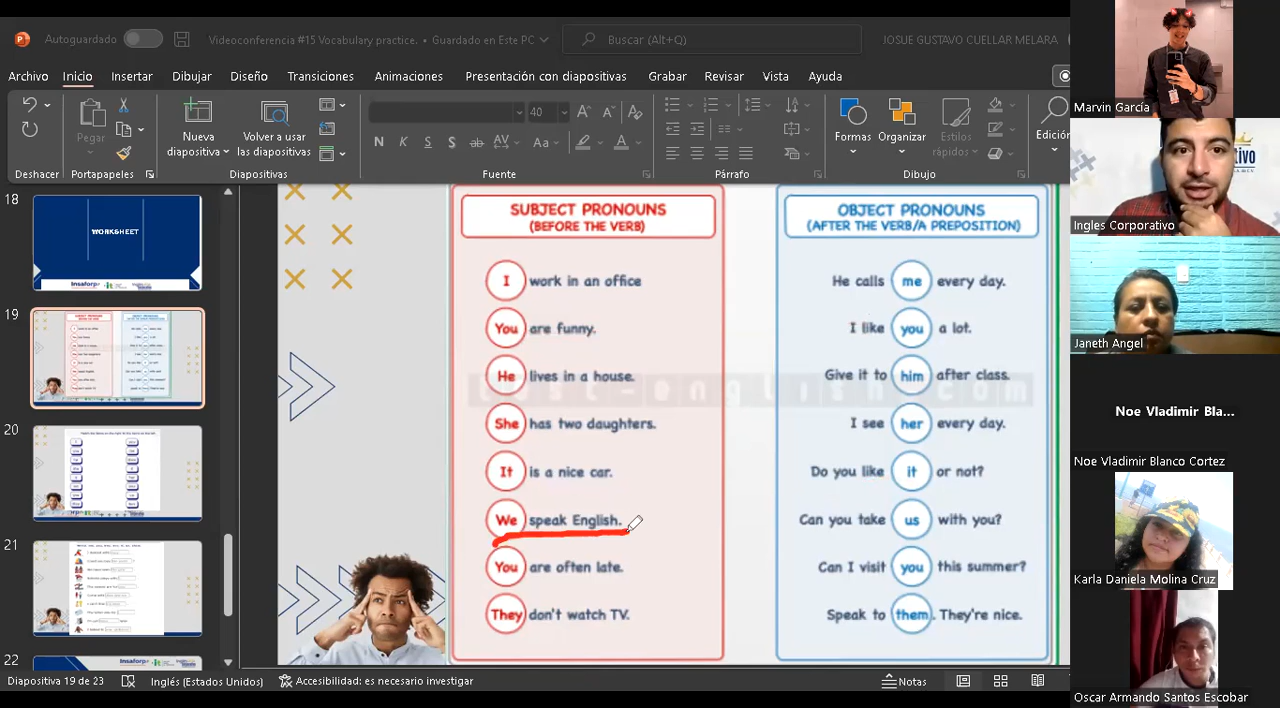 Autoguardado
Videoconferencia #15 Vocabulary practice. • Guardado en Este PC
Buscar (Alt+Q)
JOSUE GUSTAVO CUELLAR MELARA
Archivo Inicio Insertar Dibujar Diseño Transiciones Animaciones Presentación con diapositivas Grabar Revisar Vista Ayuda
Pegar
Nueva diapositiva
Volver a usar las diapositivas
40
N K S S ab AV Aa A
Formas Organizar Estilos rápidos Edición
Deshacer Portapapeles Diapositivas Fuente Párrafo Dibujo
18
WORKSHEET
19
20
21
22
SUBJECT PRONOUNS
(BEFORE THE VERB)
I work in an office
You are funny.
He lives in a house.
She has two daughters.
It is a nice car.
We speak English.
You are often late.
They don't watch TV.
OBJECT PRONOUNS
(AFTER THE VERB/A PREPOSITION)
He calls me every day.
I like you a lot.
Give it to him after class.
I see her every day.
Do you like it or not?
Can you take us with you?
Can I visit you this summer?
Speak to them. They're nice.
Diapositiva 19 de 23
Inglés (Estados Unidos)
Accesibilidad: es necesario investigar
Notas
Marvin García
Ingles Corporativo
Janeth Angel
Noe Vladimir Bla...
Noe Vladimir Blanco Cortez
Karla Daniela Molina Cruz
Oscar Armando Santos Escobar